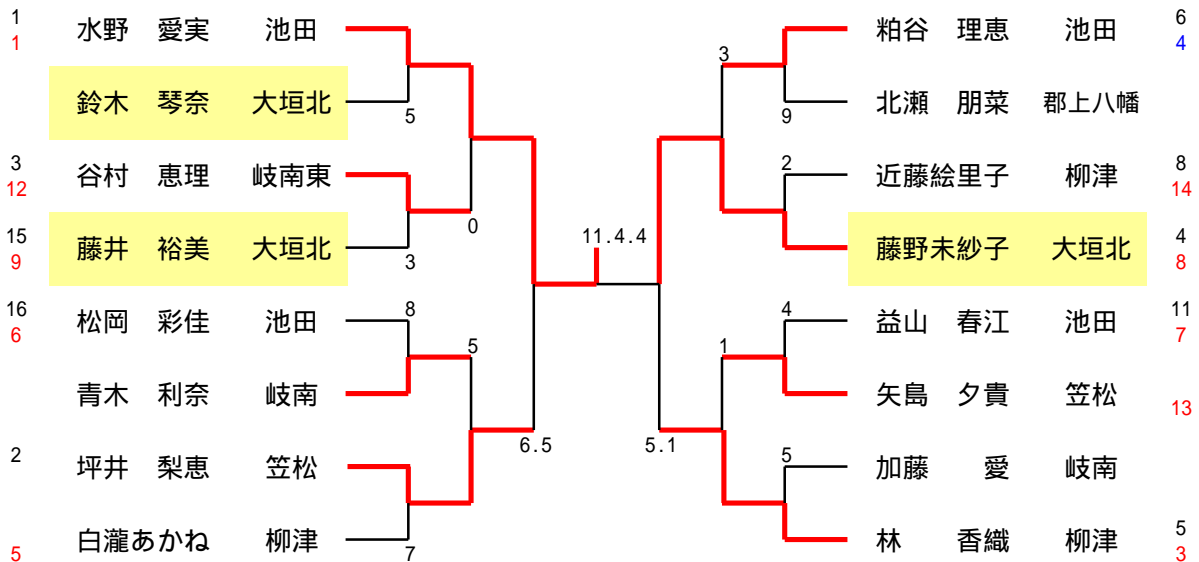 1 水野 愛実 池田 粕谷 理恵 池田 6
1 4
3
鈴木 琴奈 大垣北 北瀬 朋菜 郡上八幡
5 9
3 谷村 恵理 岐南東 2 近藤絵里子 柳津 8
12 14
0
15 藤井 裕美 大垣北 11.4.4 藤野未紗子 大垣北 4
9 3 8
16 松岡 彩佳 池田 8 4 益山 春江 池田 11
6 7
5 1
青木 利奈 岐南 矢島 夕貴 笠松
13
6.5 5.1
2 坪井 梨恵 笠松 5 加藤 愛 岐南
白瀧あかね 柳津 林 香織 柳津 5
5 7 3